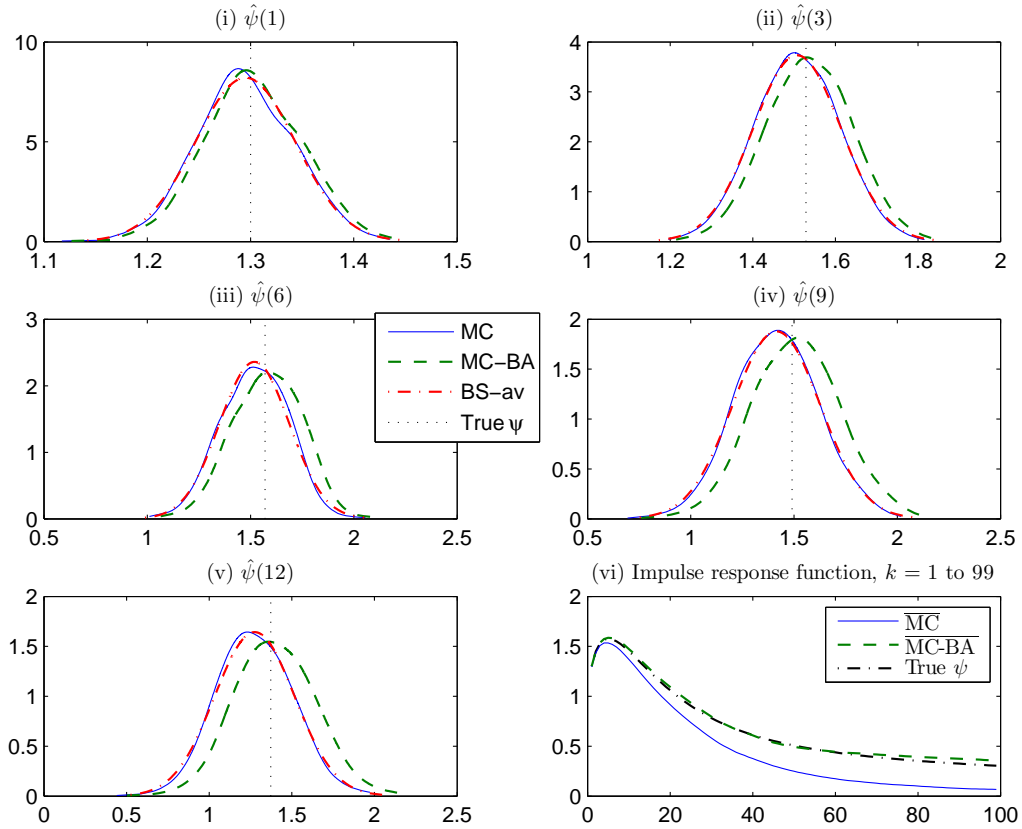 (i) ψ̂(1)
10
5
0
1.1 1.2 1.3 1.4 1.5
(ii) ψ̂(3)
4
3
2
1
0
1 1.2 1.4 1.6 1.8 2
(iii) ψ̂(6)
3
2
1
0
0.5 1 1.5 2 2.5
MC
MC−BA
BS−av
True ψ
(iv) ψ̂(9)
2
1.5
1
0.5
0
0.5 1 1.5 2 2.5
(v) ψ̂(12)
2
1.5
1
0.5
0
0 0.5 1 1.5 2 2.5
(vi) Impulse response function, k = 1 to 99
2
1.5
1
0.5
0
0 20 40 60 80 100
M̅C̅
M̅C̅-̅B̅A̅
True ψ